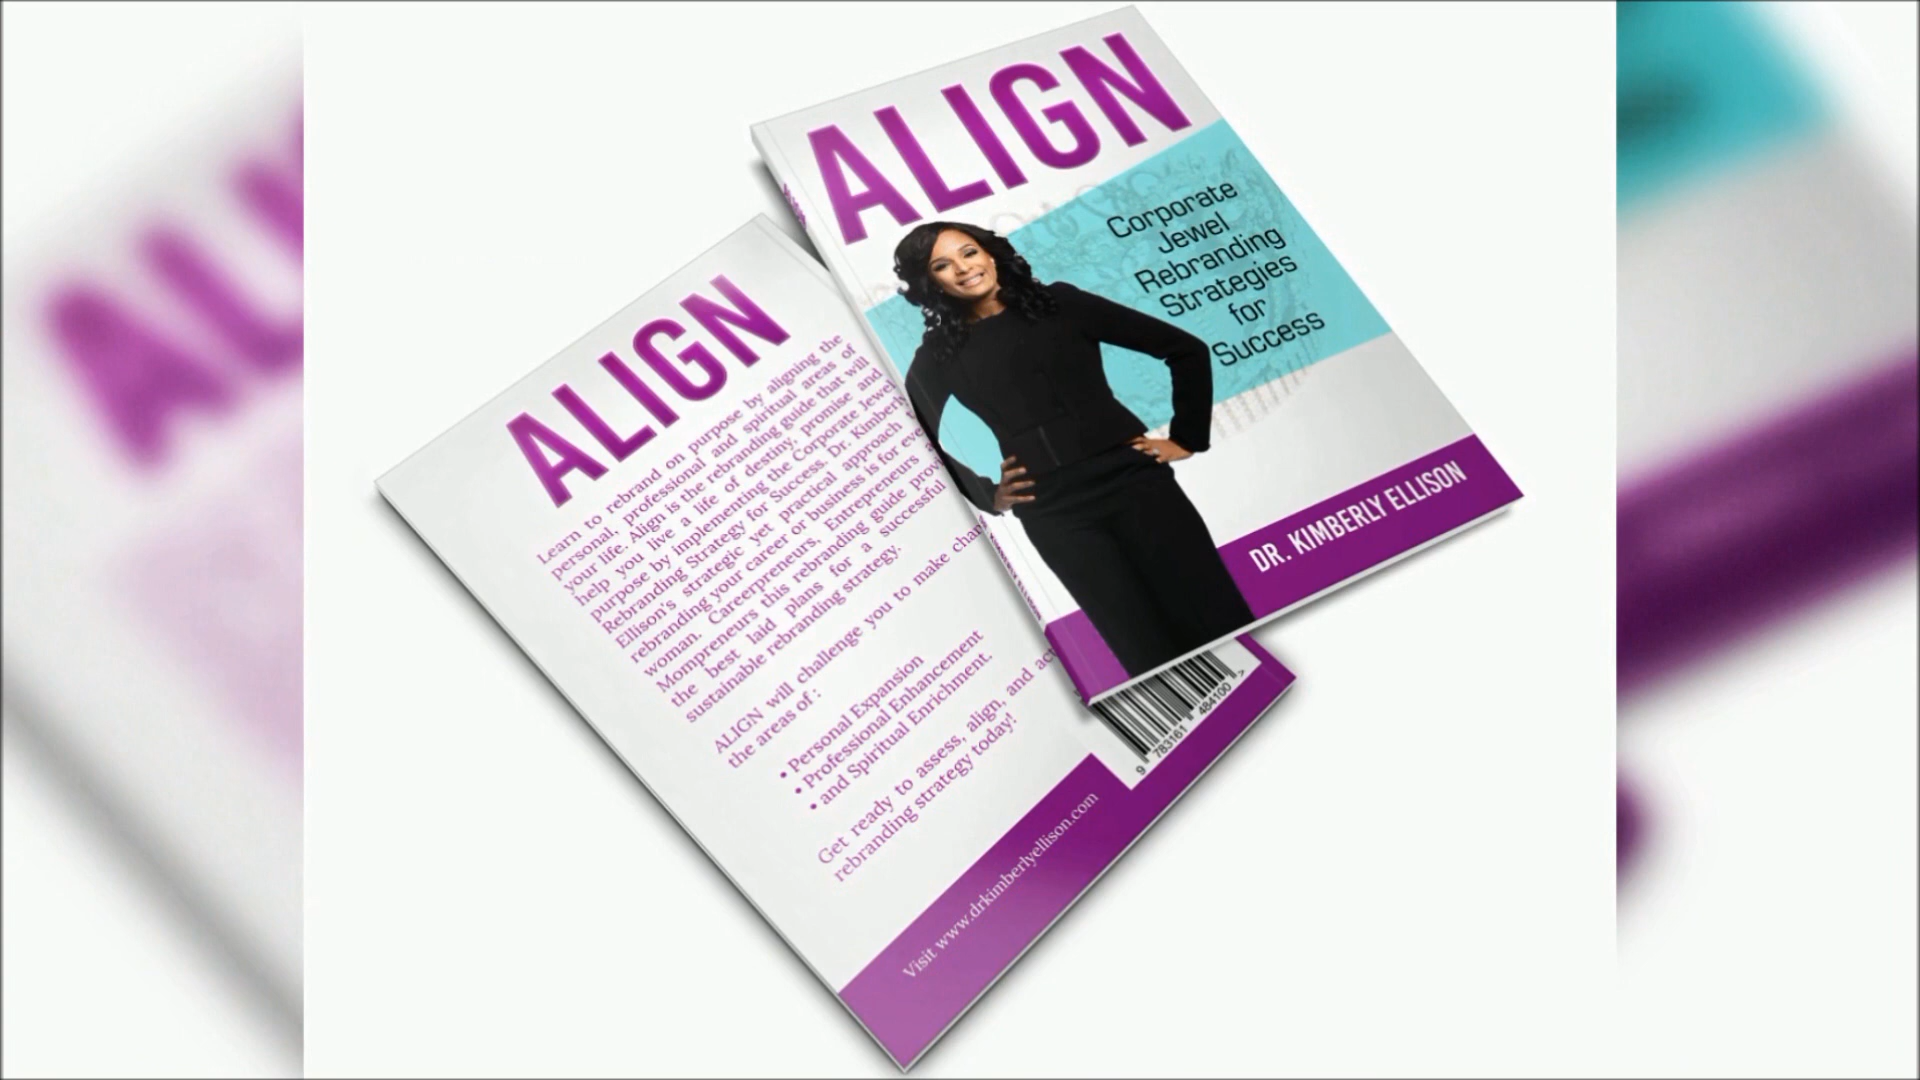 ALIGN
Corporate
Jewel
Rebranding
Strategies
for
Success
DR. KIMBERLY ELLISON
ALIGN
Learn to rebrand on purpose by aligning the
personal, professional and spiritual areas of
your life. Align is the rebranding guide that will
help you live a life of destiny, promise and
purpose by implementing the Corporate Jewel
Rebranding Strategy for Success. Dr. Kimberly
Ellison's strategic yet practical approach
rebranding your career or business is for
woman. Careerpreneurs, Entrepreneurs
Mompreneurs this rebranding guide
the best laid plans for a successful
sustainable rebranding strategy.
ALIGN will challenge you to make
the areas of :
• Personal Expansion
• Professional Enhancement
• and Spiritual Enrichment.
Get ready to assess, align, and
rebranding strategy today!
9 783161 484100 >
Visit www.drkimberlyellison.com